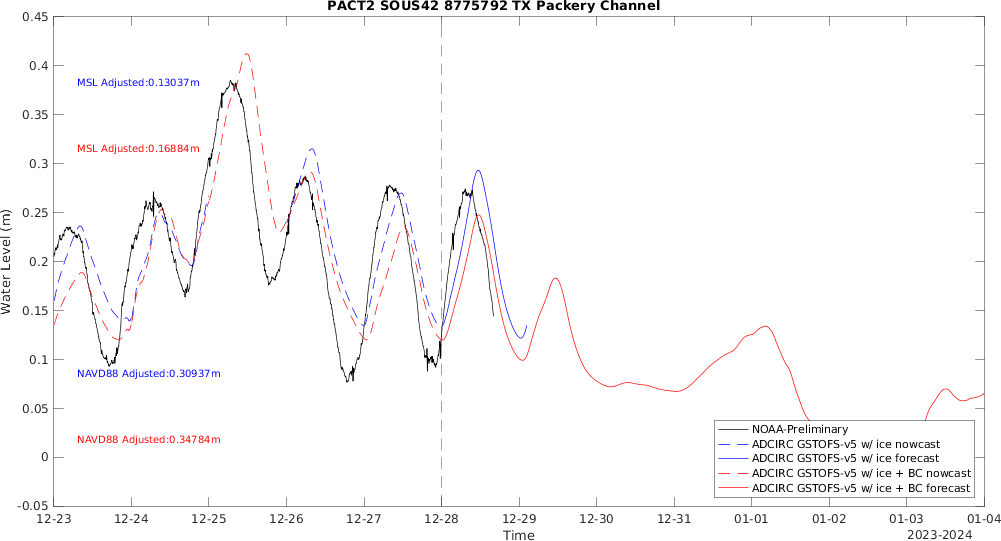 PACT2 SOUS42 8775792 TX Packery Channel
0.45
0.4
0.35
0.3
0.25
0.2
0.15
0.1
0.05
0
-0.05
Water Level (m)
MSL Adjusted:0.13037m
MSL Adjusted:0.16884m
NAVD88 Adjusted:0.30937m
NAVD88 Adjusted:0.34784m
NOAA-Preliminary
ADCIRC GSTOFS-v5 w/ ice nowcast
ADCIRC GSTOFS-v5 w/ ice forecast
ADCIRC GSTOFS-v5 w/ ice + BC nowcast
ADCIRC GSTOFS-v5 w/ ice + BC forecast
12-23 12-24 12-25 12-26 12-27 12-28 12-29 12-30 12-31 01-01 01-02 01-03 01-04
Time
2023-2024